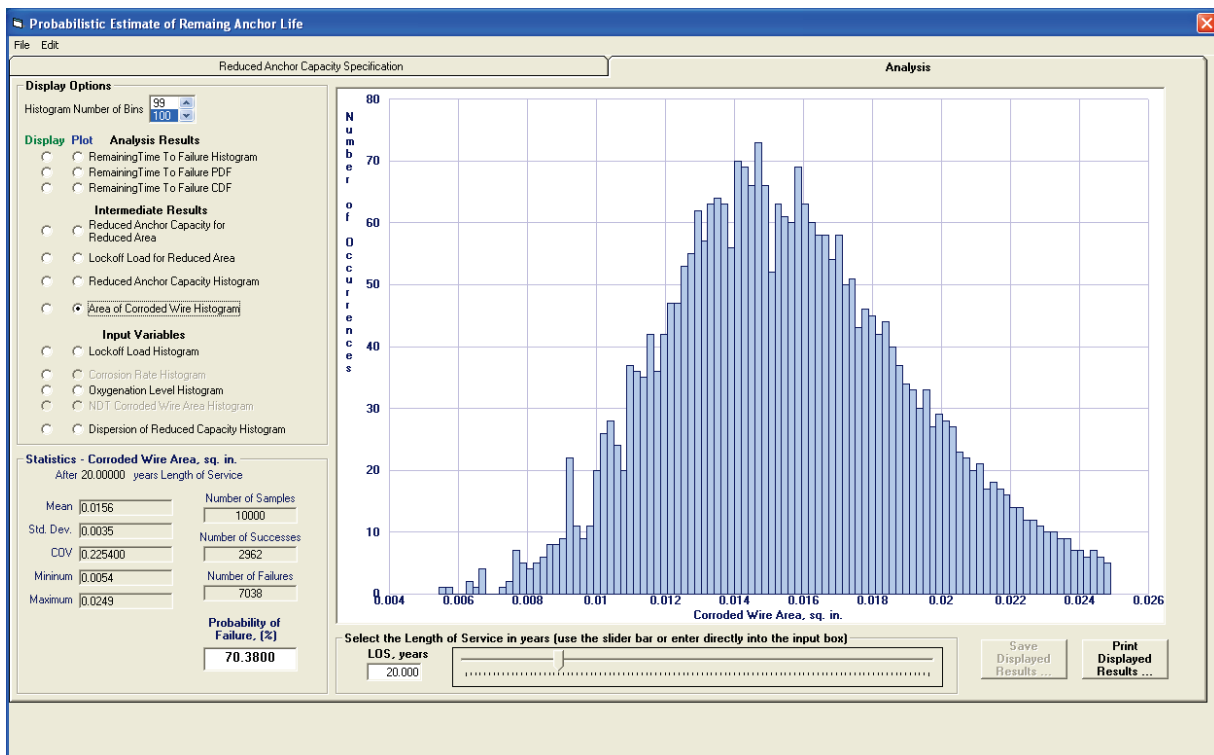 Probabilistic Estimate of Remaing Anchor Life
File Edit
Reduced Anchor Capacity Specification
Analysis
Display Options
Histogram Number of Bins
99
100
Display Plot Analysis Results
RemainingTime To Failure Histogram
RemainingTime To Failure PDF
RemainingTime To Failure CDF
Intermediate Results
Reduced Anchor Capacity for
Reduced Area
Lockoff Load for Reduced Area
Reduced Anchor Capacity Histogram
Area of Corroded Wire Histogram
Input Variables
Lockoff Load Histogram
Corrosion Rate Histogram
Oxygenation Level Histogram
NDT Corroded Wire Area Histogram
Dispersion of Reduced Capacity Histogram
Statistics - Corroded Wire Area, sq. in.
After 20.00000 years Length of Service
Mean 0.0156
Std. Dev. 0.0035
COV 0.225400
Mininum 0.0054
Maximum 0.0249
Number of Samples
10000
Number of Successes
2962
Number of Failures
7038
Probability of
Failure, (%)
70.3800
Number of Occurrences
80
70
60
50
40
30
20
10
0
0.004 0.006 0.008 0.01 0.012 0.014 0.016 0.018 0.02 0.022 0.024 0.026
Corroded Wire Area, sq. in.
Select the Length of Service in years (use the slider bar or enter directly into the input box)
LOS, years
20.000
Save
Displayed
Results ...
Print
Displayed
Results ...